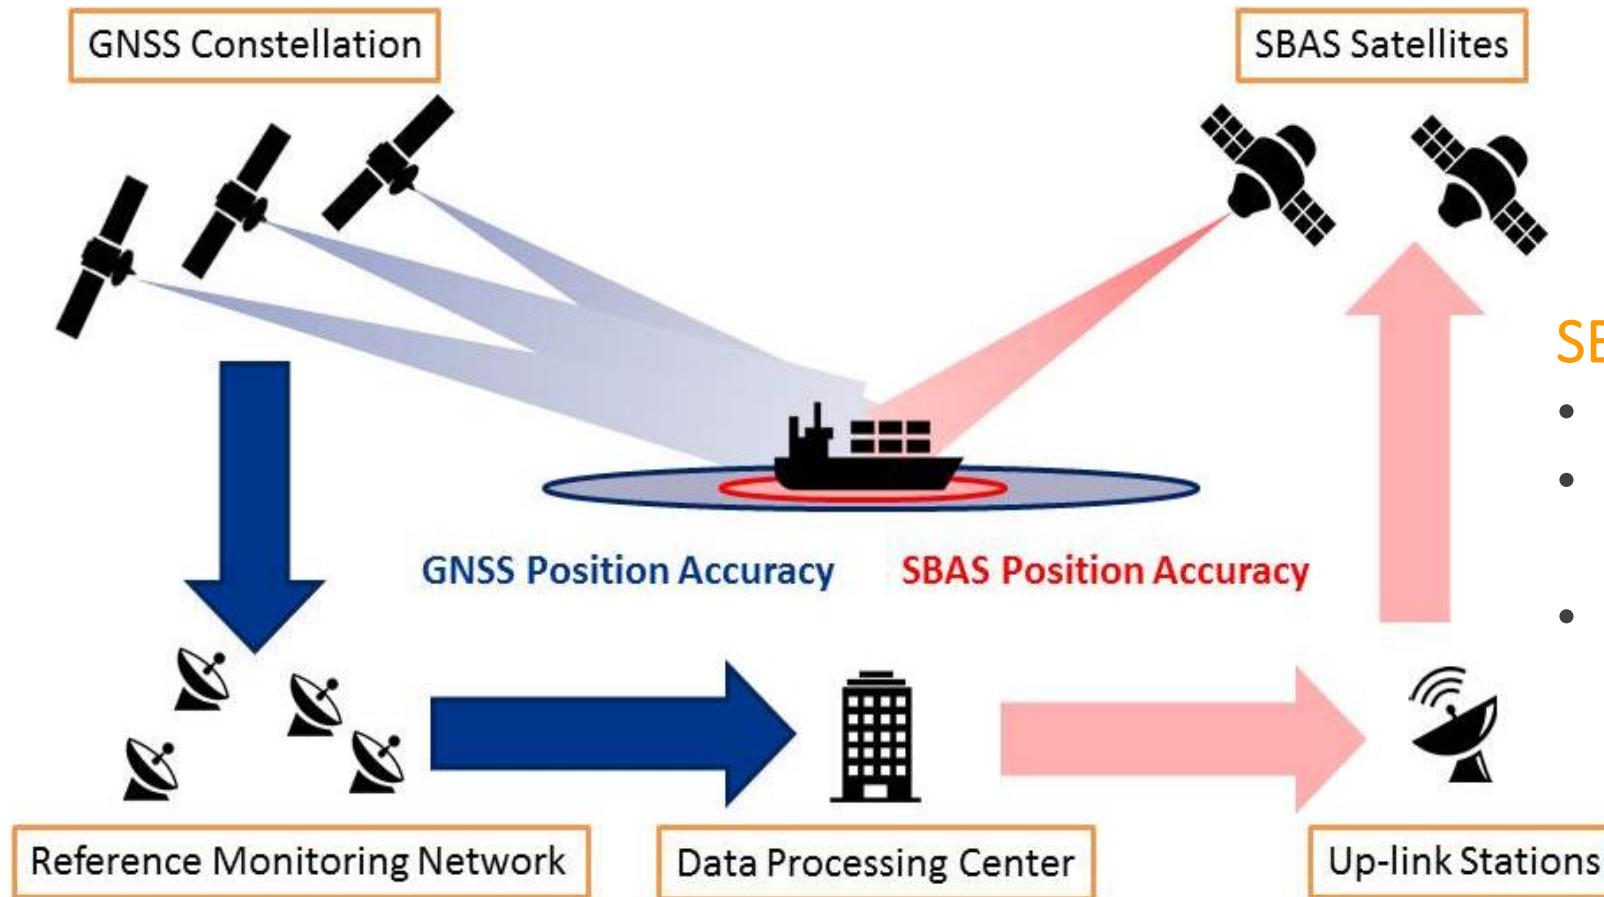 GNSS Constellation
SBAS Satellites
SB
•
•
•
GNSS Position Accuracy
SBAS Position Accuracy
Reference Monitoring Network
Data Processing Center
Up-link Stations